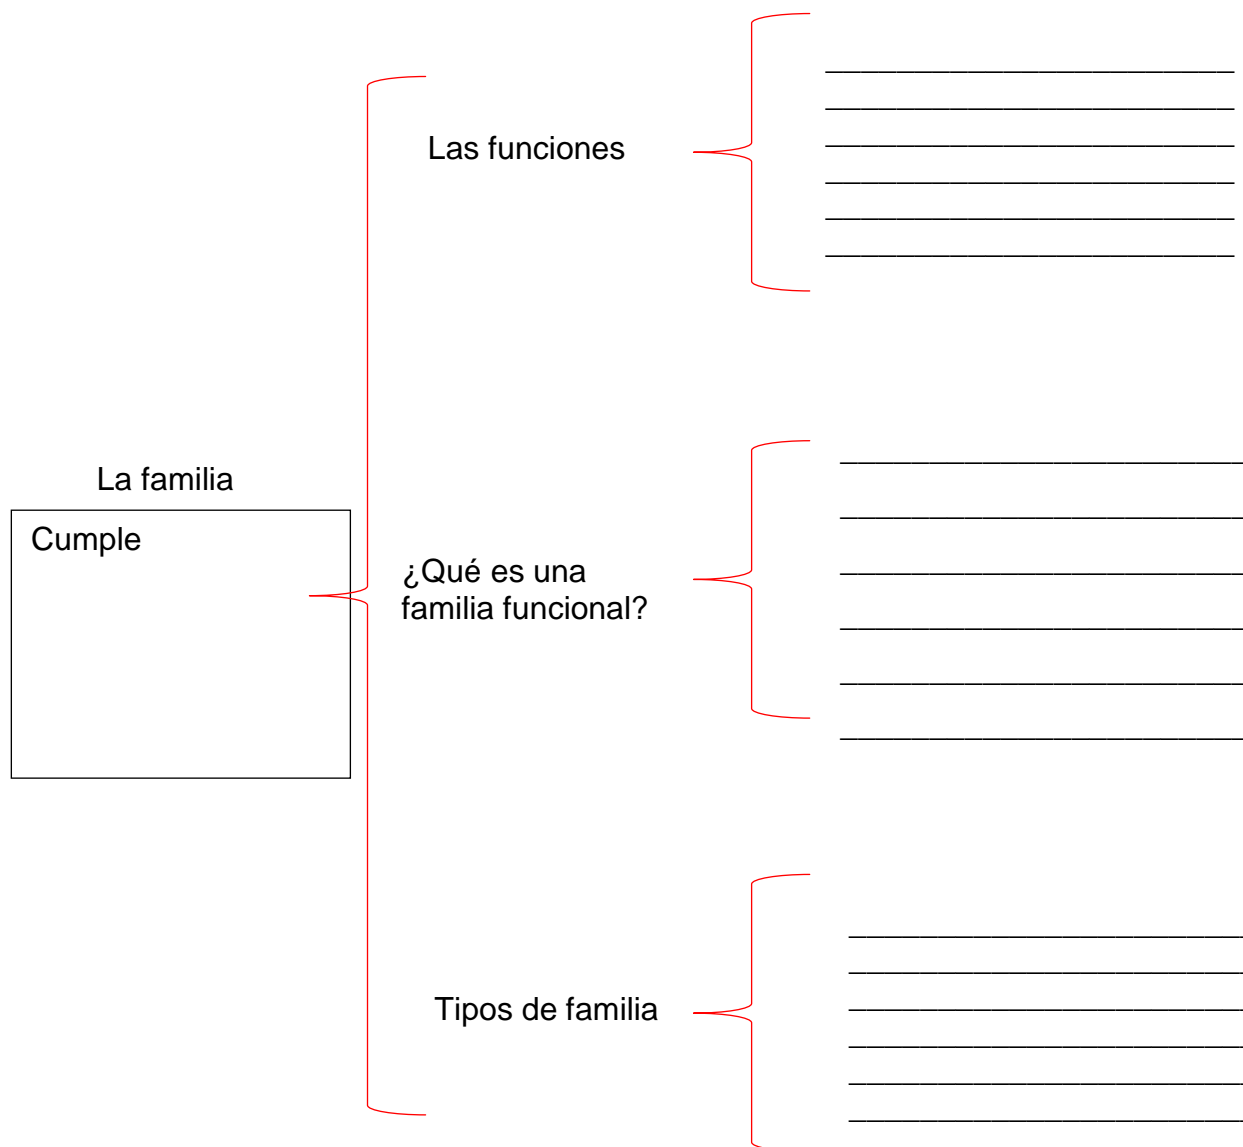 Las funciones
La familia
Cumple
¿Qué es una
familia funcional?
Tipos de familia